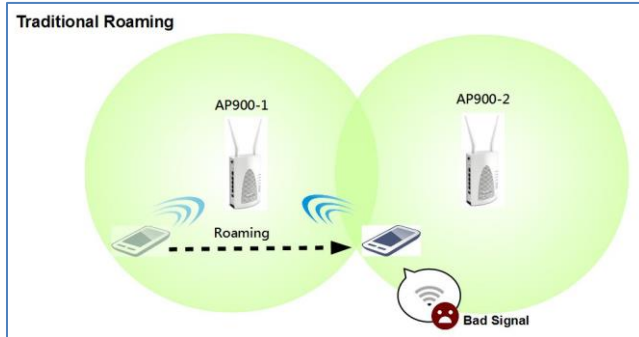 Traditional Roaming
AP900-1
AP900-2
Roaming
Bad Signal